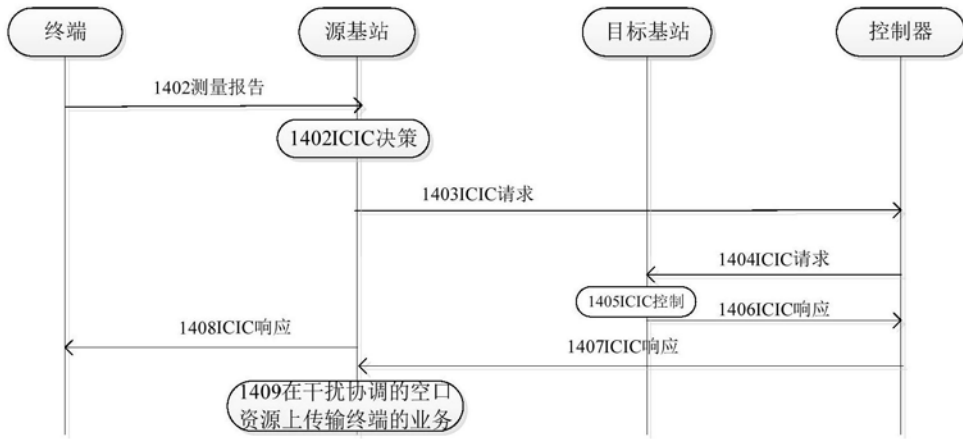 终端
源基站
目标基站
控制器
1402测量报告
1402ICIC决策
1403ICIC请求
1404ICIC请求
1405ICIC控制
1406ICIC响应
1408ICIC响应
1407ICIC响应
1409在干扰协调的空口
资源上传输终端的业务